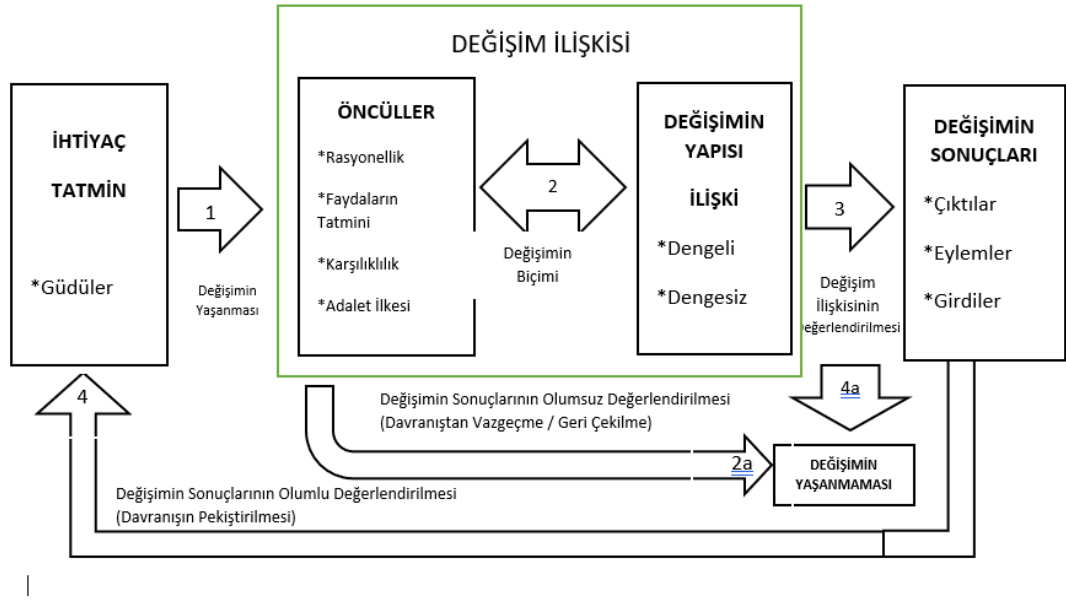 DEĞİŞİM İLİŞKİSİ
İHTİYAÇ
TATMİN
*Güdüler
1
Değişimin
Yaşanması
ÖNCÜLLER
*Rasyonellik
*Faydaların
Tatmini
*Karşılıklılık
*Adalet İlkesi
2
Değişimin
Biçimi
DEĞİŞİMİN
YAPISI
İLİŞKİ
*Dengeli
*Dengesiz
3
Değişim
İlişkisinin
Değerlendirilmesi
DEĞİŞİMİN
SONUÇLARI
*Çıktılar
*Eylemler
*Girdiler
4
Değişimin Sonuçlarının Olumsuz Değerlendirilmesi
(Davranıştan Vazgeçme / Geri Çekilme)
4a
2a
DEĞİŞİMİN
YAŞANMAMASI
Değişimin Sonuçlarının Olumlu Değerlendirilmesi
(Davranışın Pekiştirilmesi)